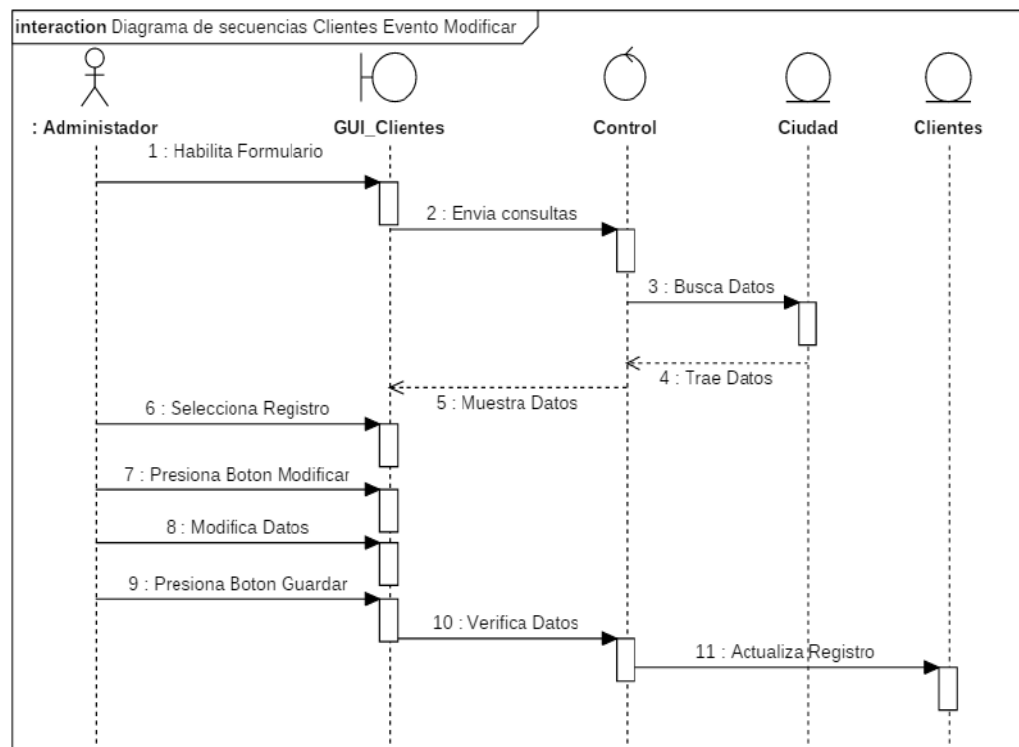 interaction Diagrama de secuencias Clientes Evento Modificar
: Administador
GUI_Clientes
Control
Ciudad
Clientes
1 : Habilita Formulario
2 : Envia consultas
3 : Busca Datos
4 : Trae Datos
5 : Muestra Datos
6 : Selecciona Registro
7 : Presiona Boton Modificar
8 : Modifica Datos
9 : Presiona Boton Guardar
10 : Verifica Datos
11 : Actualiza Registro